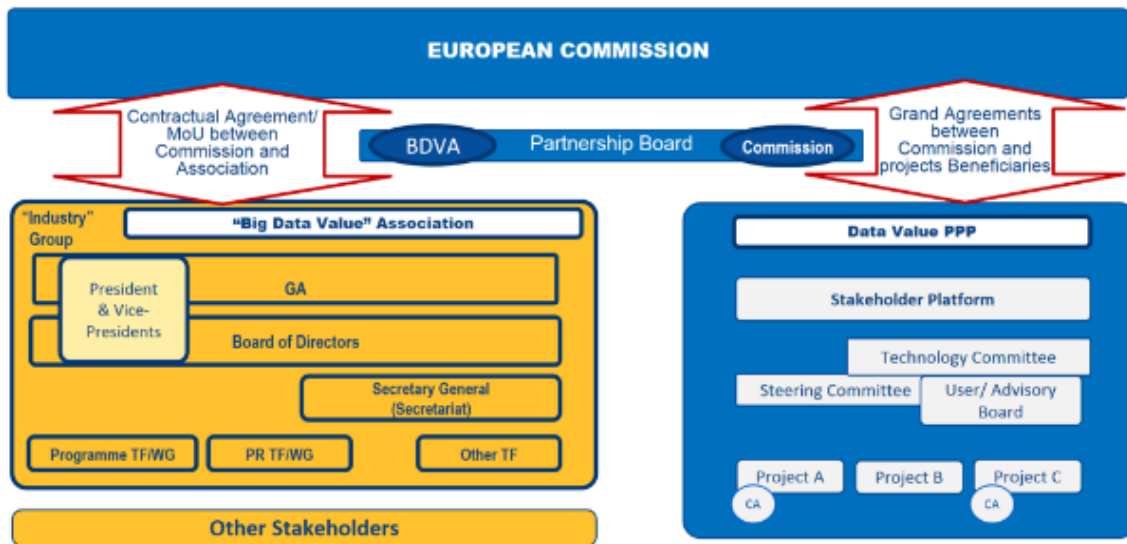 EUROPEAN COMMISSION
Contractual Agreement/
MoU between
Commission and
Association
BDVA
Partnership Board
Commission
Grand Agreements
between
Commission and
projects Beneficiaries
"Industry"
Group
"Big Data Value" Association
President
& Vice-
Presidents
GA
Board of Directors
Secretary General
(Secretariat)
Programme TF/WG
PR TF/WG
Other TF
Other Stakeholders
Data Value PPP
Stakeholder Platform
Technology Committee
Steering Committee
User/ Advisory
Board
Project A
Project B
Project C
CA
CA